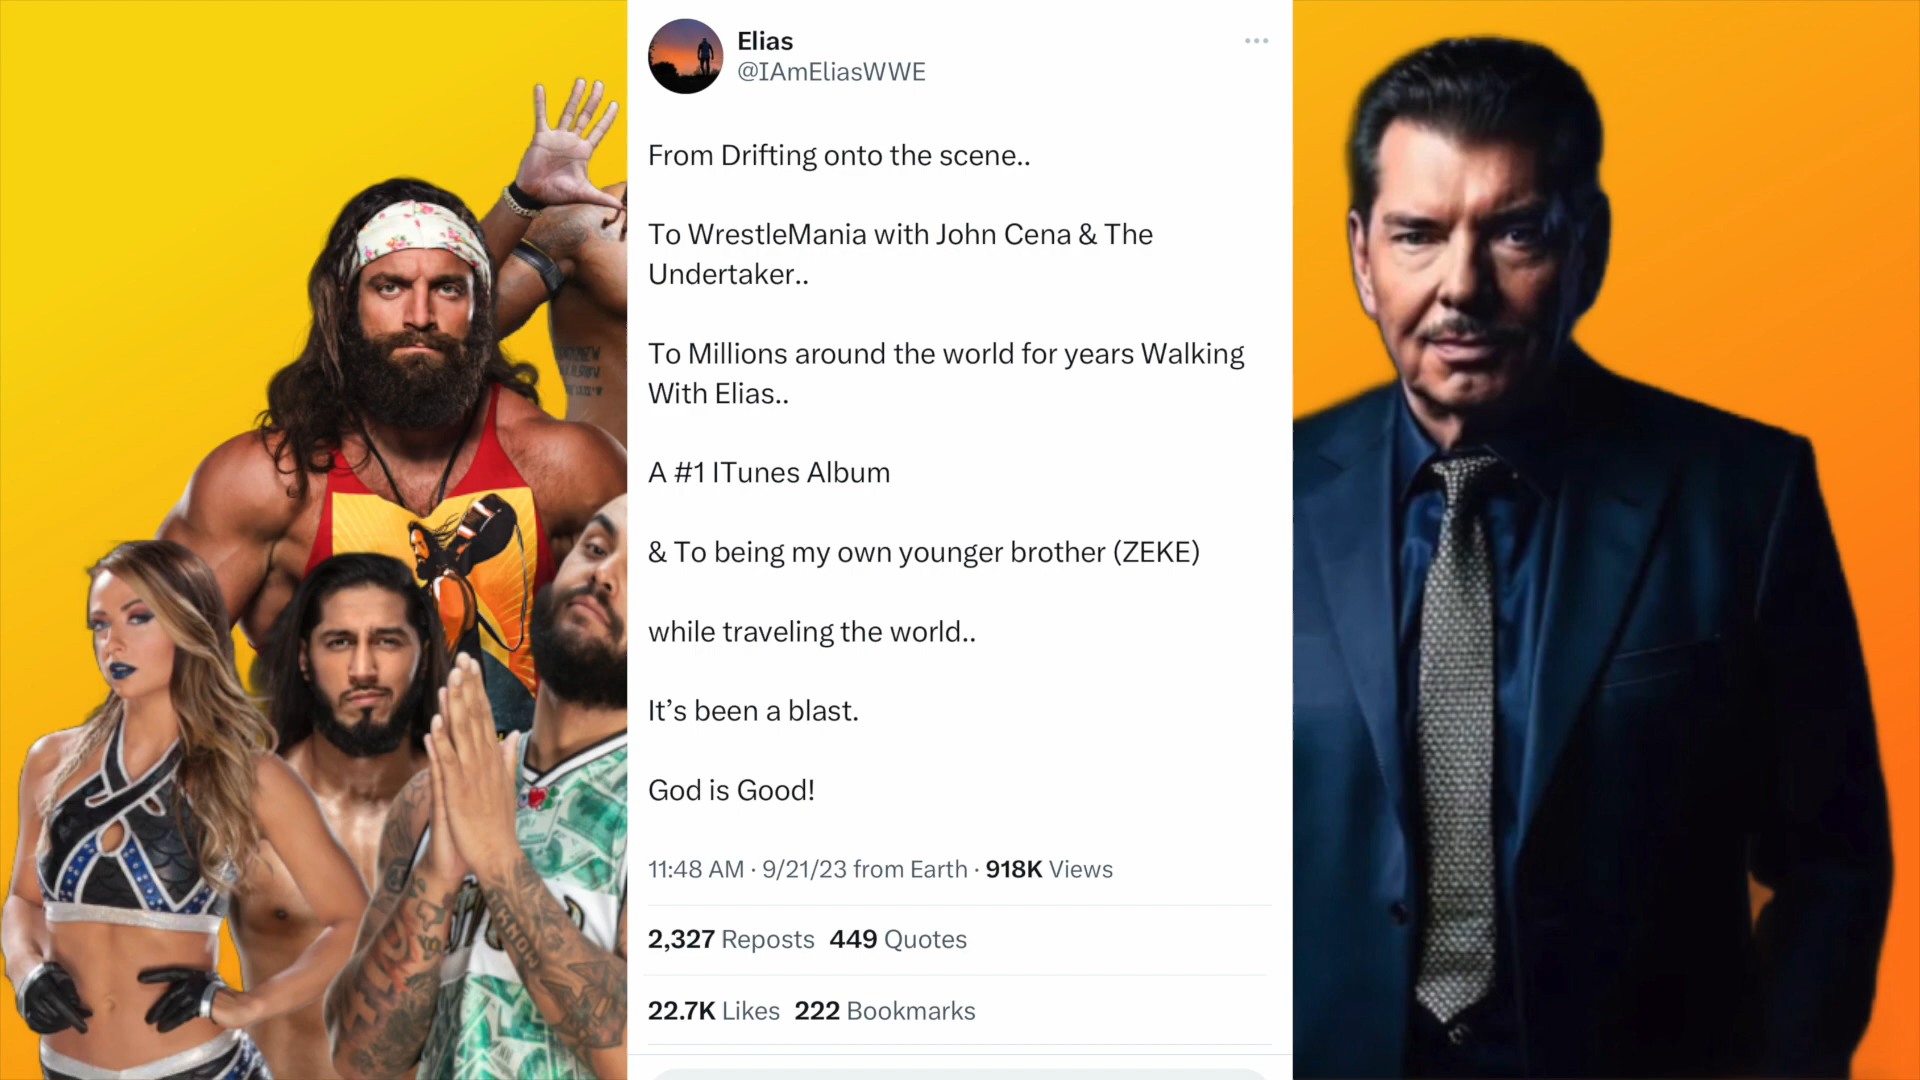 Elias
@IAmEliasWWE
From Drifting onto the scene..
To WrestleMania with John Cena & The
Undertaker..
To Millions around the world for years Walking
With Elias..
A #1 ITunes Album
& To being my own younger brother (ZEKE)
while traveling the world..
It’s been a blast.
God is Good!
11:48 AM · 9/21/23 from Earth · 918K Views
2,327 Reposts 449 Quotes
22.7K Likes 222 Bookmarks